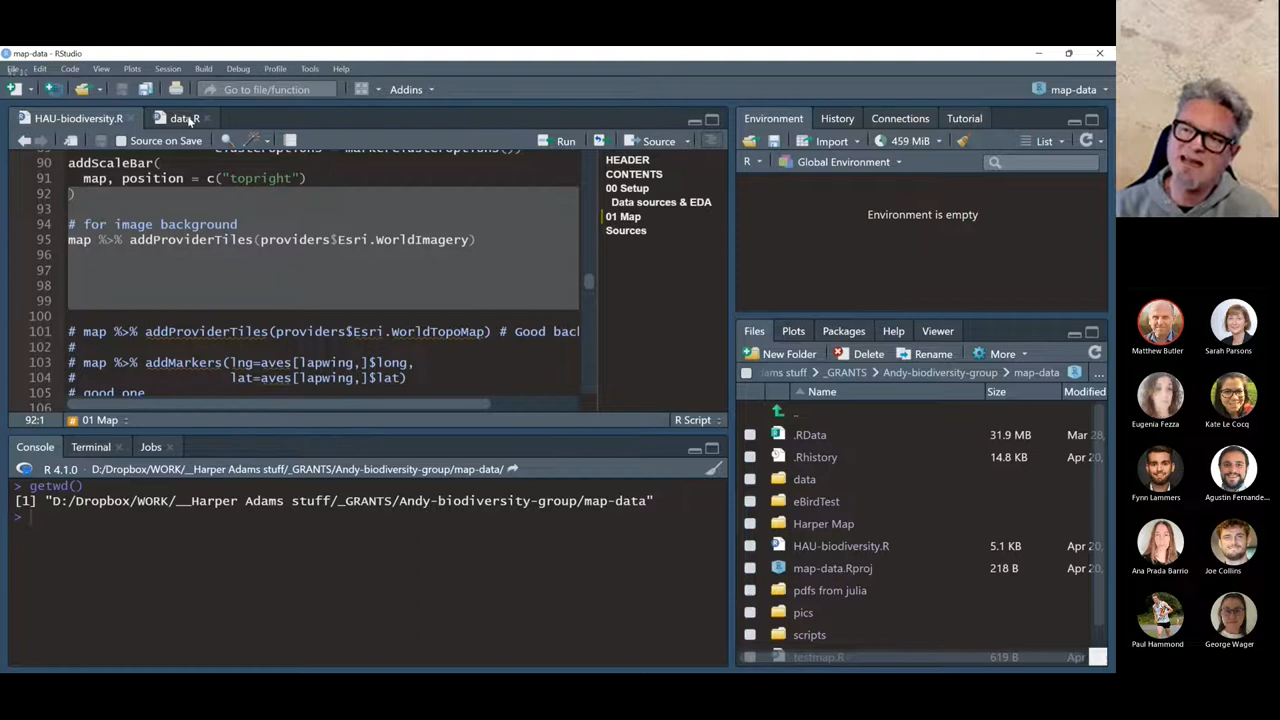 map-data - RStudio
File Edit Code View Plots Session Build Debug Profile Tools Help
Go to file/function
Addins
map-data
HAU-biodiversity.R
data.R
Source on Save
Run
Source
90 addScaleBar(
91 map, position = c("topright")
92 )
93
94 # for image background
95 map %>% addProviderTiles(providers$Esri.WorldImagery)
96
97
98
99
100
101 # map %>% addProviderTiles(providers$Esri.WorldTopoMap) # Good bac
102 #
103 # map %>% addMarkers(lng=aves[lapwing,]$long,
104 # lat=aves[lapwing,]$lat)
105 # good one
106
HEADER
CONTENTS
00 Setup
Data sources & EDA
01 Map
Sources
92:1
01 Map
R Script
Console Terminal Jobs
R 4.1.0 · D:/Dropbox/WORK/__Harper Adams stuff/_GRANTS/Andy-biodiversity-group/map-data/
> getwd()
[1] "D:/Dropbox/WORK/__Harper Adams stuff/_GRANTS/Andy-biodiversity-group/map-data"
>
Environment History Connections Tutorial
Import
459 MiB
List
R
Global Environment
Environment is empty
Files Plots Packages Help Viewer
New Folder Delete Rename More
ams stuff > _GRANTS > Andy-biodiversity-group > map-data
...
Name Size Modified
..
.RData 31.9 MB Mar 28,
.Rhistory 14.8 KB Apr 20,
data
eBirdTest
Harper Map
HAU-biodiversity.R 5.1 KB Apr 20,
map-data.Rproj 218 B Apr 20,
pdfs from julia
pics
scripts
testmap.R 619 B Apr
Matthew Butler
Sarah Parsons
Eugenia Fezza
Kate Le Cocq
Fynn Lammers
Agustin Fernande...
Ana Prada Barrio
Joe Collins
Paul Hammond
George Wager